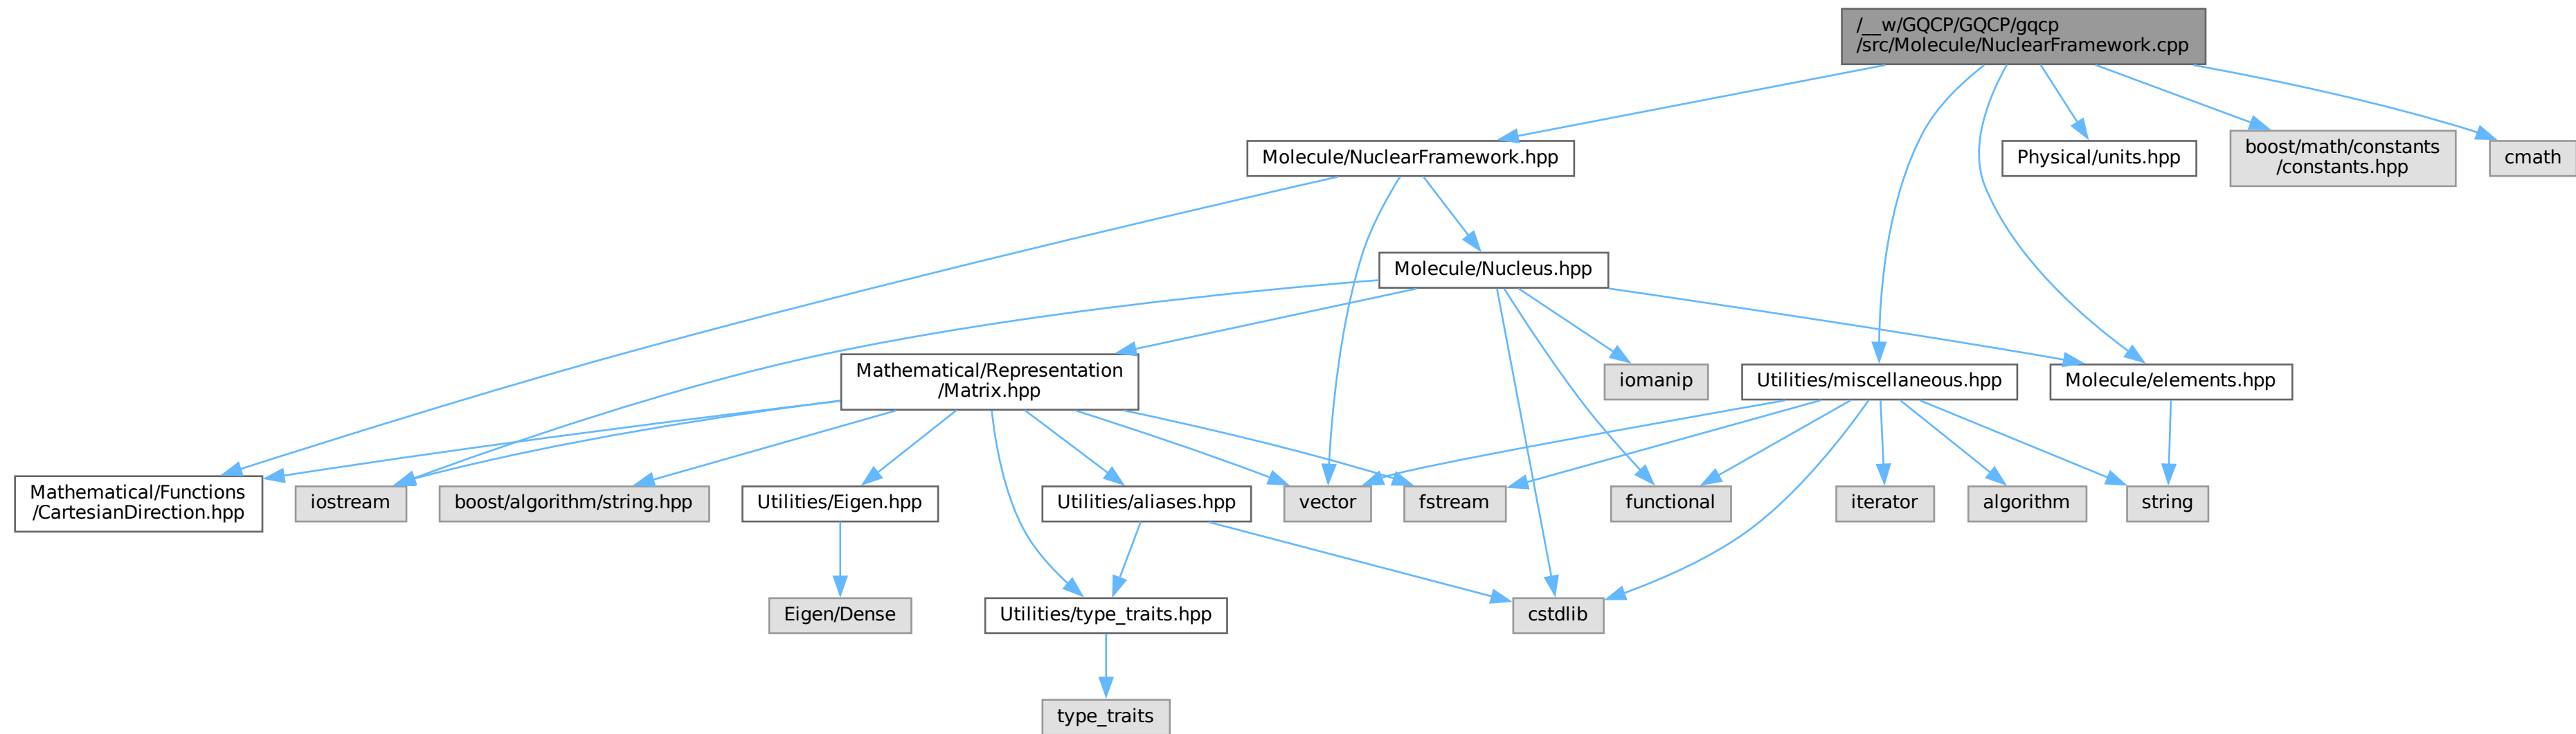 /__w/GQCP/GQCP/gqcp
/src/Molecule/NuclearFramework.cpp
Molecule/NuclearFramework.hpp
Physical/units.hpp
boost/math/constants
/constants.hpp
cmath
Molecule/Nucleus.hpp
Mathematical/Representation
/Matrix.hpp
iomanip
Utilities/miscellaneous.hpp
Molecule/elements.hpp
Mathematical/Functions
/CartesianDirection.hpp
iostream
boost/algorithm/string.hpp
Utilities/Eigen.hpp
Utilities/aliases.hpp
vector
fstream
functional
iterator
algorithm
string
Eigen/Dense
Utilities/type_traits.hpp
cstdlib
type_traits